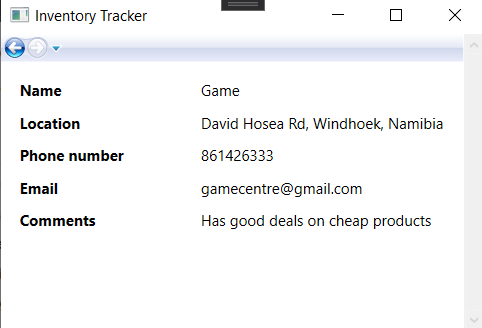 Inventory Tracker
Name Game
Location David Hosea Rd, Windhoek, Namibia
Phone number 861426333
Email gamecentre@gmail.com
Comments Has good deals on cheap products